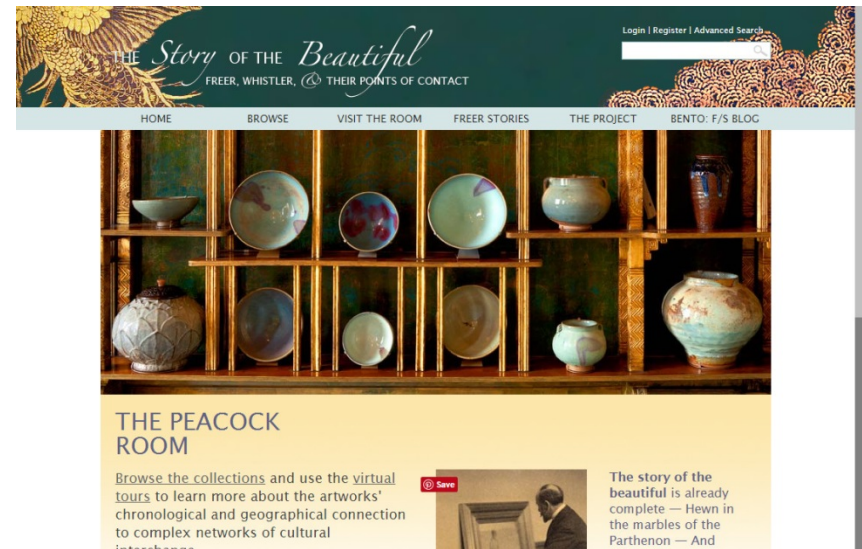 Login | Register | Advanced Search
THE Story OF THE Beautiful
FREER, WHISTLER, & THEIR POINTS OF CONTACT
HOME BROWSE VISIT THE ROOM FREER STORIES THE PROJECT BENTO: F/S BLOG
THE PEACOCK
ROOM
Browse the collections and use the virtual
tours to learn more about the artworks'
chronological and geographical connection
to complex networks of cultural
interchange
Save
The story of the
beautiful is already
complete — Hewn in
the marbles of the
Parthenon — And